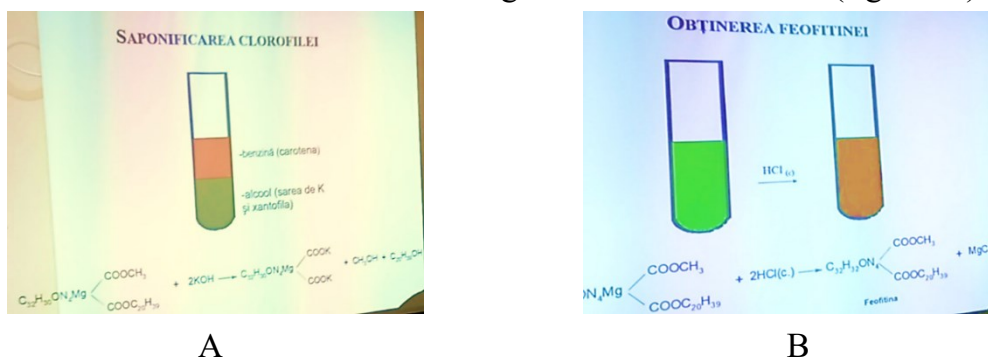 SAPONIFICAREA CLOROFILEI
-benzină (carotena)
-alcool (sarea de K
și xantofila)
C₃₂H₃₀ON₄Mg
COOCH₃
COOC₂₀H₃₉
+ 2KOH → C₃₂H₃₀ON₄Mg
COOK
COOK
+ CH₃OH + C₂₀H₃₉OH
A
OBȚINEREA FEOFITINEI
HCl (c)
ON₄Mg
COOCH₃
COOC₂₀H₃₉
+ 2HCl(c.) → C₃₂H₃₂ON₄
COOCH₃
COOC₂₀H₃₉
+ MgC
Feofitina
B